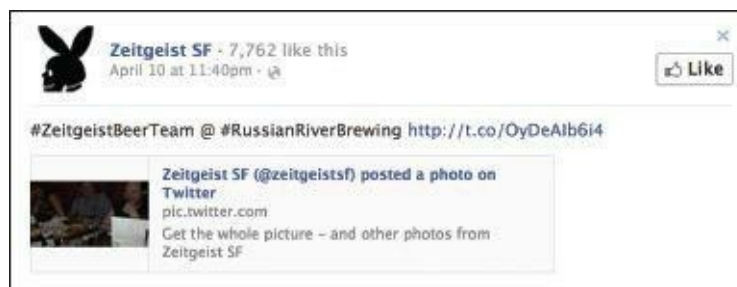 Zeitgeist SF · 7,762 like this
April 10 at 11:40pm ·
Like
#ZeitgeistBeerTeam @ #RussianRiverBrewing http://t.co/OyDeAIb6i4
Zeitgeist SF (@zeitgeistsf) posted a photo on
Twitter
pic.twitter.com
Get the whole picture – and other photos from
Zeitgeist SF